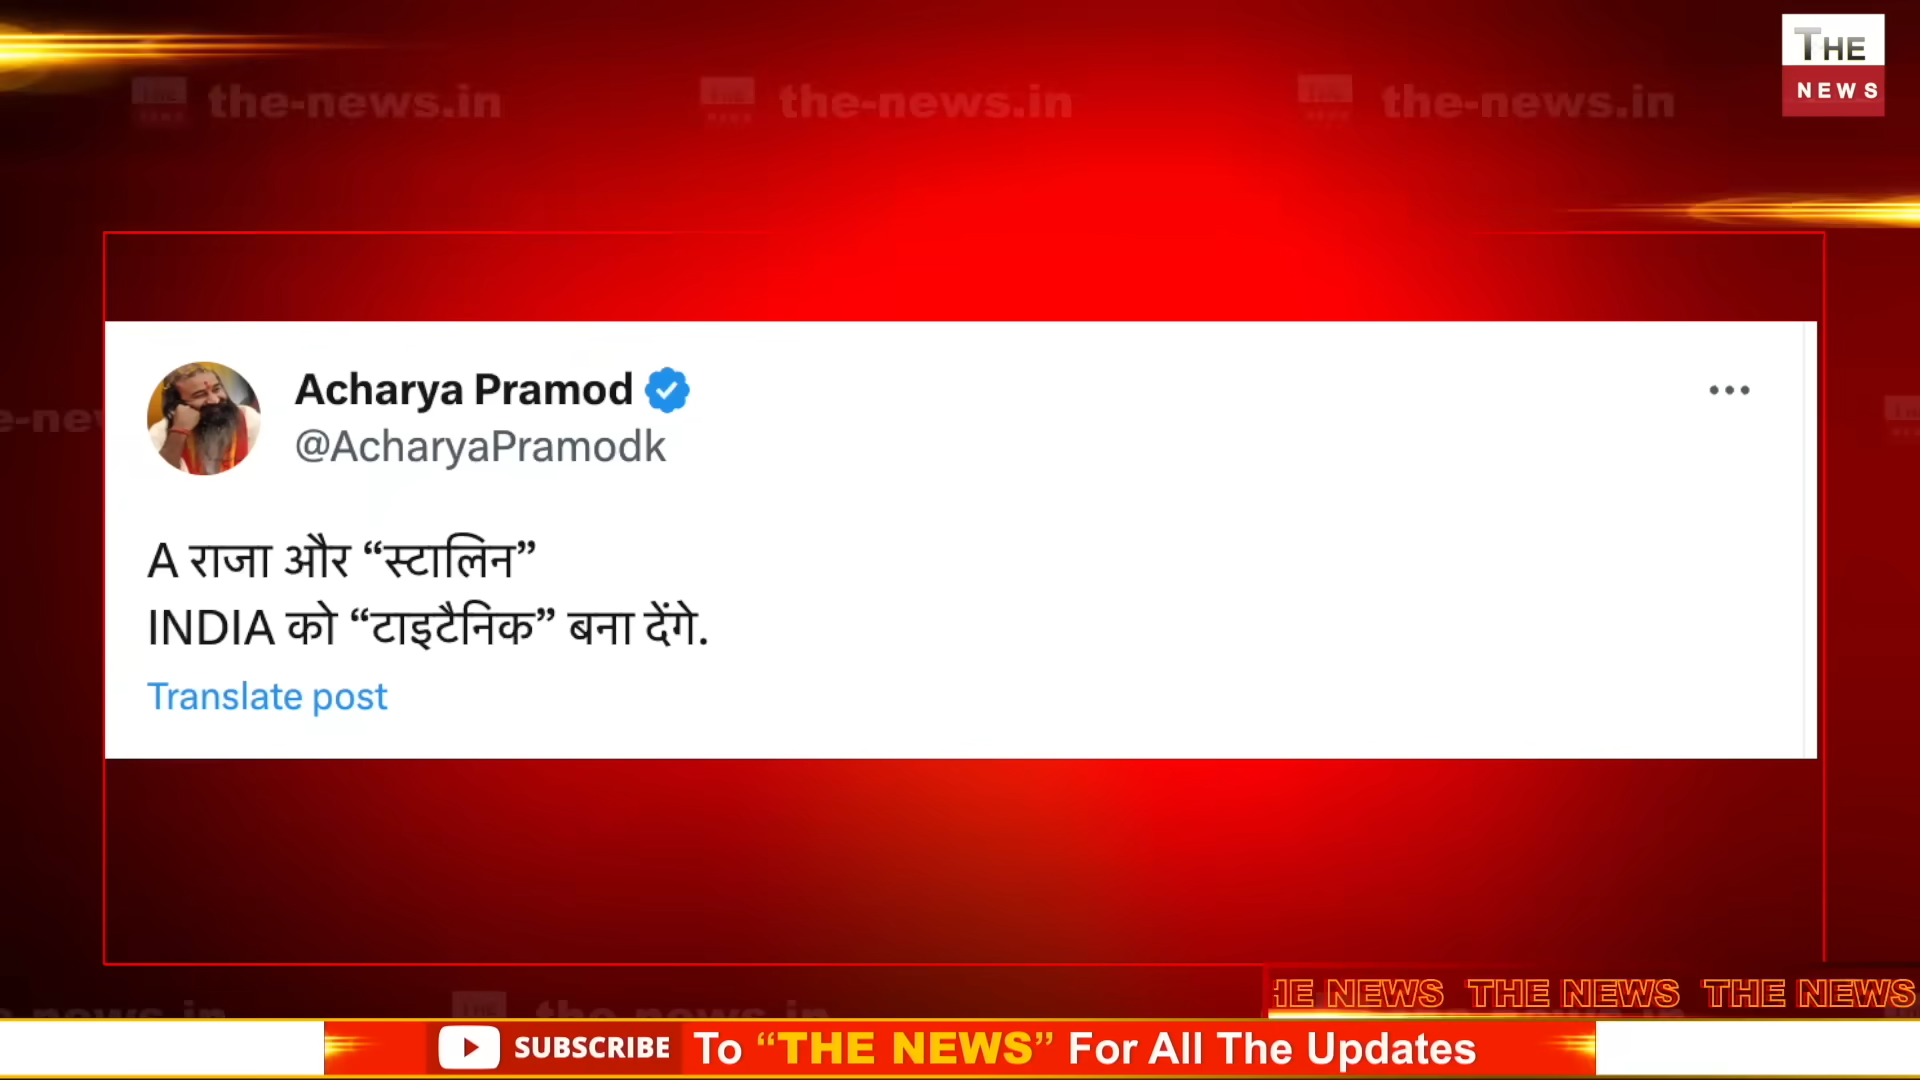 THE
NEWS
the-news.in the-news.in the-news.in
Acharya Pramod
@AcharyaPramodk
A राजा और “स्टालिन”
INDIA को “टाइटैनिक” बना देंगे.
Translate post
THE NEWS THE NEWS
SUBSCRIBE To “THE NEWS” For All The Updates